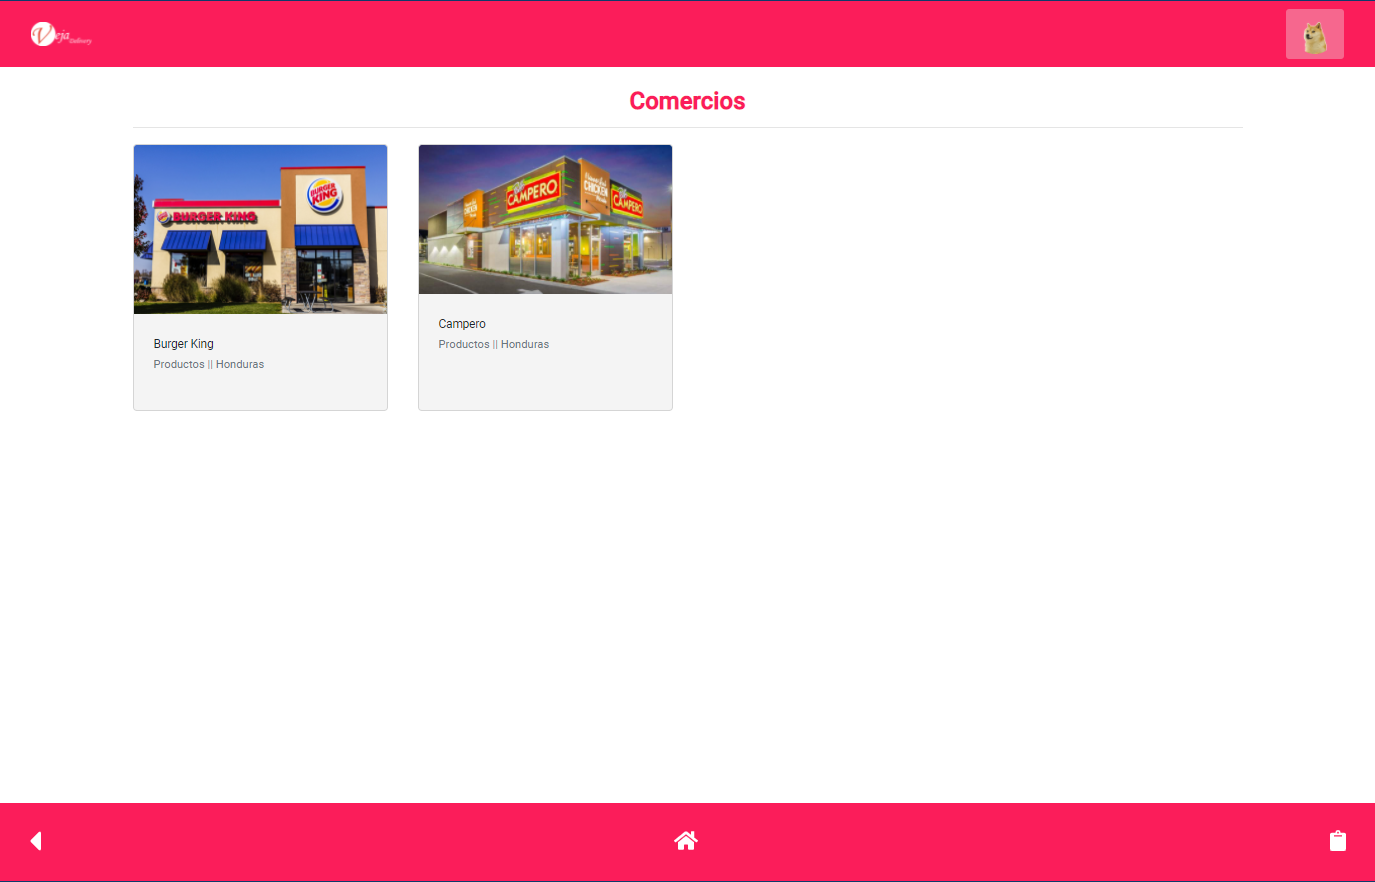 Veja
Delivery
Comercios
BURGER KING
BURGER KING
CAMPERO
CHICKEN
CAMPERO
Burger King
Productos || Honduras
Campero
Productos || Honduras